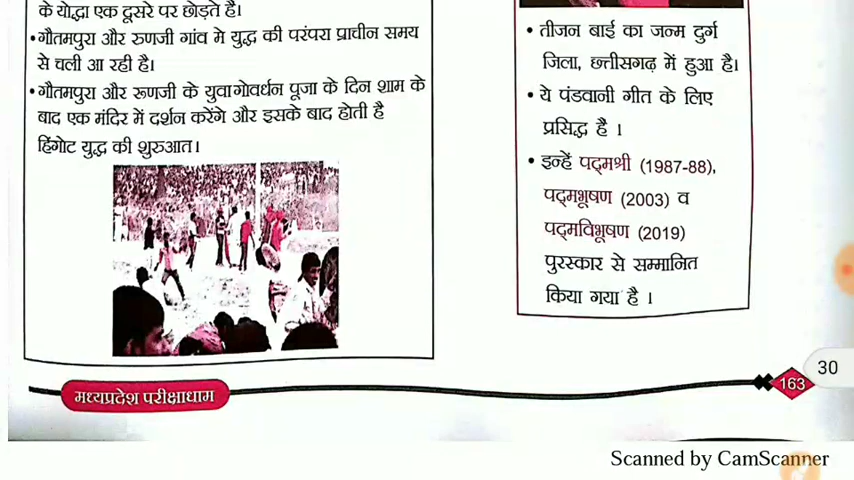 के योद्धा एक दूसरे पर छोड़ते है।
•गौतमपुरा और रुणजी गांव मे युद्ध की परंपरा प्राचीन समय
से चली आ रही है।
•गौतमपुरा और रूणजी के युवा गोवर्धन पूजा के दिन शाम के
बाद एक मंदिर में दर्शन करेंगे और इसके बाद होती है
हिंगोट युद्ध की शुरुआत।
• तीजन बाई का जन्म दुर्ग
जिला, छत्तीसगढ़ में हुआ है।
• ये पंडवानी गीत के लिए
प्रसिद्ध है ।
• इन्हें पद्मश्री (1987-88),
पद्मभूषण (2003) व
पद्मविभूषण (2019)
पुरस्कार से सम्मानित
किया गया है ।
मध्यप्रदेश परीक्षाधाम
163
30
Scanned by CamScanner